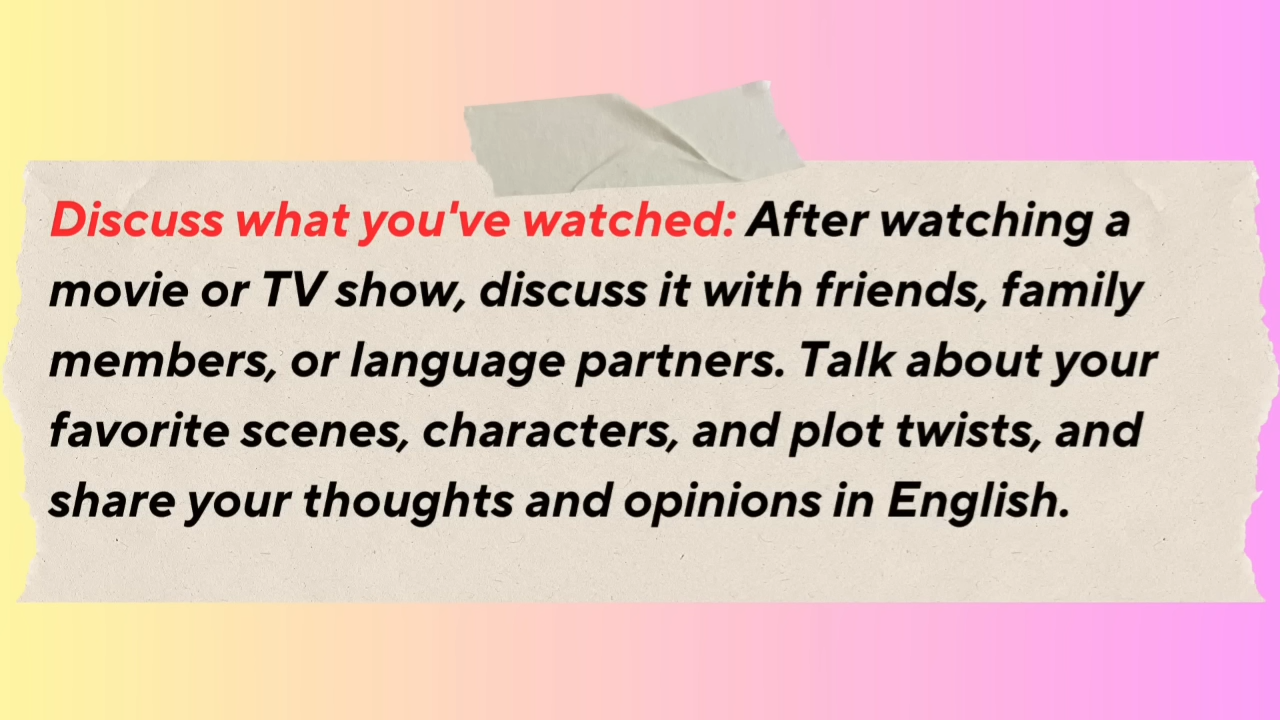 Discuss what you've watched: After watching a
movie or TV show, discuss it with friends, family
members, or language partners. Talk about your
favorite scenes, characters, and plot twists, and
share your thoughts and opinions in English.